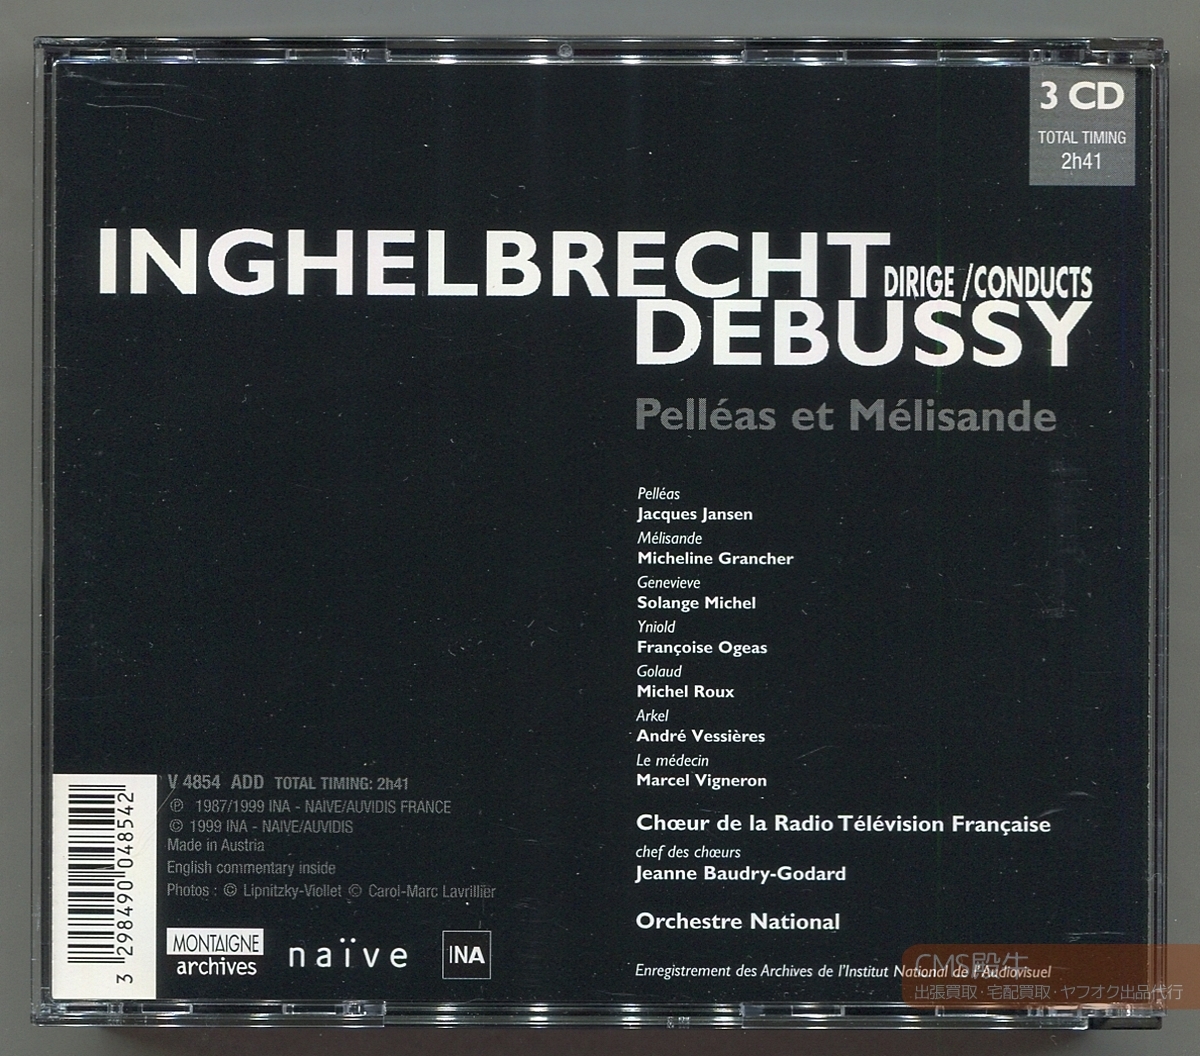 3 CD
TOTAL TIMING
2h41
INGHELBRECHT DIRIGE /CONDUCTS
DEBUSSY
Pelléas et Mélisande
Pelléas
Jacques Jansen
Mélisande
Micheline Grancher
Genevieve
Solange Michel
Yniold
Françoise Ogeas
Golaud
Michel Roux
Arkel
André Vessières
Le médecin
Marcel Vigneron
Chœur de la Radio Télévision Française
chef des chœurs
Jeanne Baudry-Godard
Orchestre National
Enregistrement des Archives de l'Institut National de l'Audiovisuel
V 4854 ADD TOTAL TIMING: 2h41
℗ 1987/1999 INA - NAIVE/AUVIDIS FRANCE
© 1999 INA - NAIVE/AUVIDIS
Made in Austria
English commentary inside
Photos : © Lipnitzky-Viollet © Carol-Marc Lavrillier
3 298490 048542
MONTAIGNE
archives
naïve
INA
CMS殿牛
出張買取・宅配買取・ヤフオク出品代行